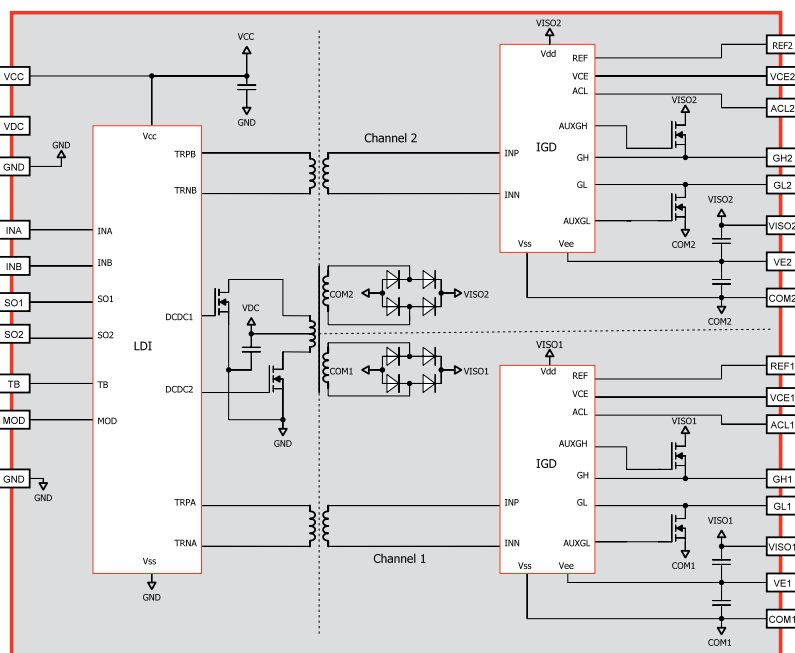 VISO2
VCC
Vdd
REF
REF2
VCC
VCE
VCE2
ACL
ACL2
VISO2
GND
VDC
Vcc
Channel 2
AUXGH
GND
TRPB
INP
IGD
GH
GH2
GND
TRNB
INN
GL
GL2
VISO2
AUXGL
VISO2
INA
INA
Vss
Vee
COM2
INB
INB
VE2
SO1
SO1
COM2
VISO2
COM2
COM2
DCDC1
VDC
SO2
SO2
LDI
VISO1
Vdd
REF
REF1
COM1
VISO1
TB
TB
DCDC2
VCE
VCE1
MOD
MOD
ACL
ACL1
VISO1
GND
AUXGH
IGD
GND
GH
GH1
GND
TRPA
INP
GL
GL1
VISO1
TRNA
INN
AUXGL
VISO1
Channel 1
Vss
Vss
Vee
COM1
VE1
GND
COM1
COM1